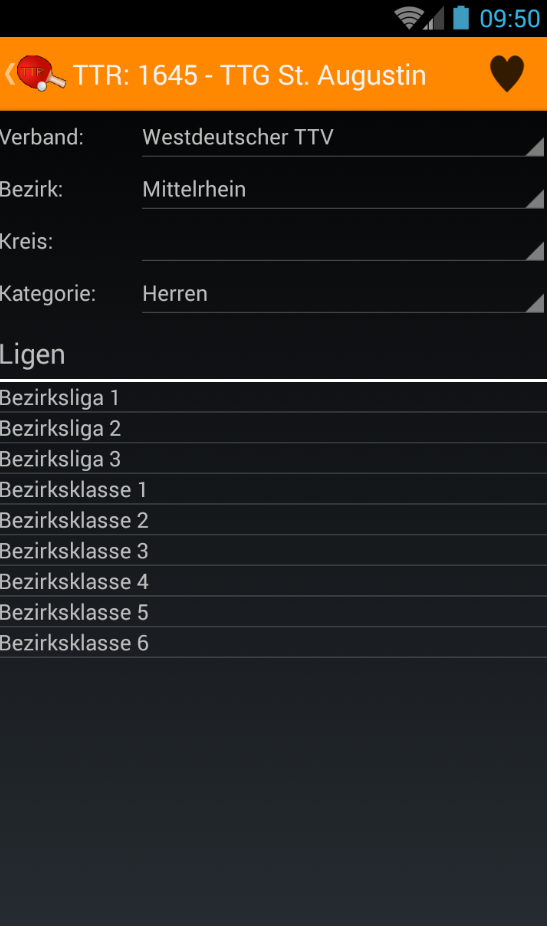 09:50
TTR
TTR: 1645 - TTG St. Augustin
Verband: Westdeutscher TTV
Bezirk: Mittelrhein
Kreis:
Kategorie: Herren
Ligen
Bezirksliga 1
Bezirksliga 2
Bezirksliga 3
Bezirksklasse 1
Bezirksklasse 2
Bezirksklasse 3
Bezirksklasse 4
Bezirksklasse 5
Bezirksklasse 6